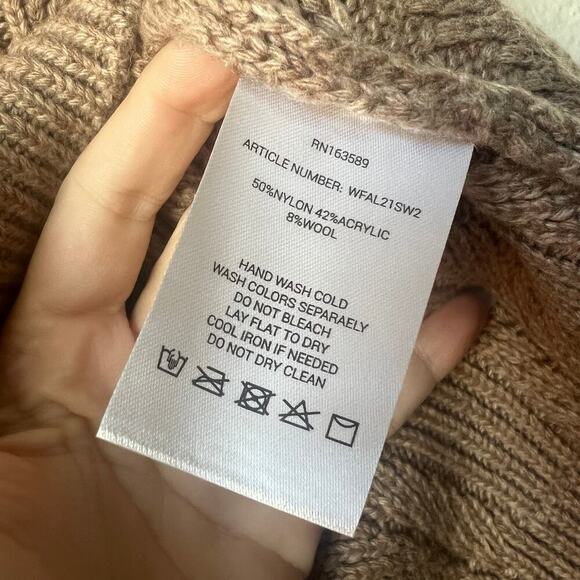 RN163589
ARTICLE NUMBER: WFAL21SW2
50%NYLON 42%ACRYLIC
8%WOOL
HAND WASH COLD
WASH COLORS SEPARAELY
DO NOT BLEACH
LAY FLAT TO DRY
COOL IRON IF NEEDED
DO NOT DRY CLEAN